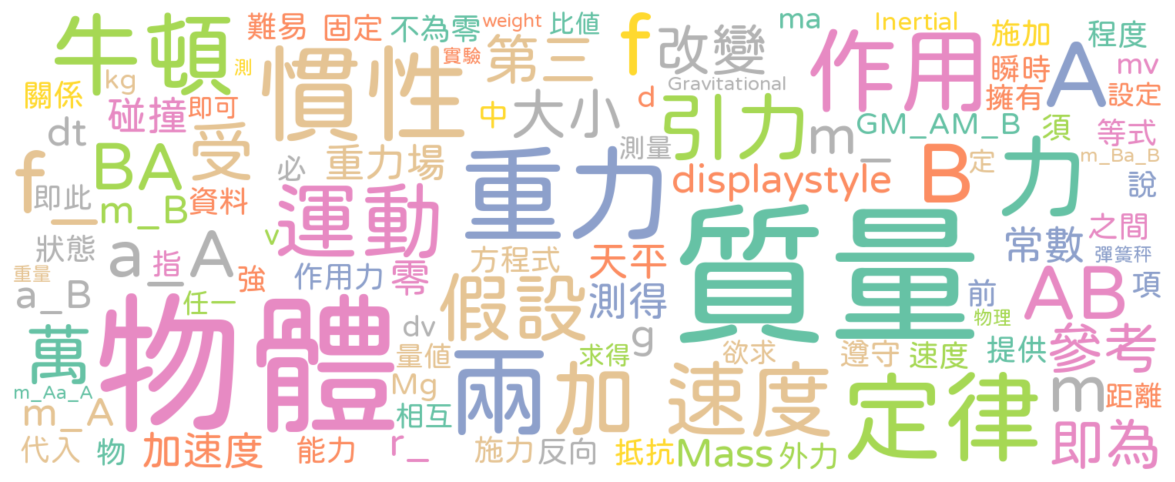 牛頓
難易
固定
不為零
weight
比值
ma
Inertial
施加
程度
kg
實驗
測
慣性
第三
f
改變
Gravitational
作用
A
瞬時
mv
擁有
設定
關係
碰撞
即可
d
中
大小
引力
m_
GM_AM_B
須
等式
dt
BA
受
重力場
必
重力
測量
displaystyle
B
定
力
m_Ba_B
說
f_
即此
m_B
資料
運動
質量
狀態
a_A
指
v
強
作用力
零
方程式
天平
常數
之間
彈簧秤
重量
a_B
任一
物體
假設
測得
前
物理
AB
項
萬
dv
量值
求得
g
欲求
遵守
速度
提供
參考
m_Aa_A
m_A
Mg
相互
兩
加
速度
定律
m
距離
代入
物
加速度
能力
r_
施力
反向
抵抗
Mass
外力
即為